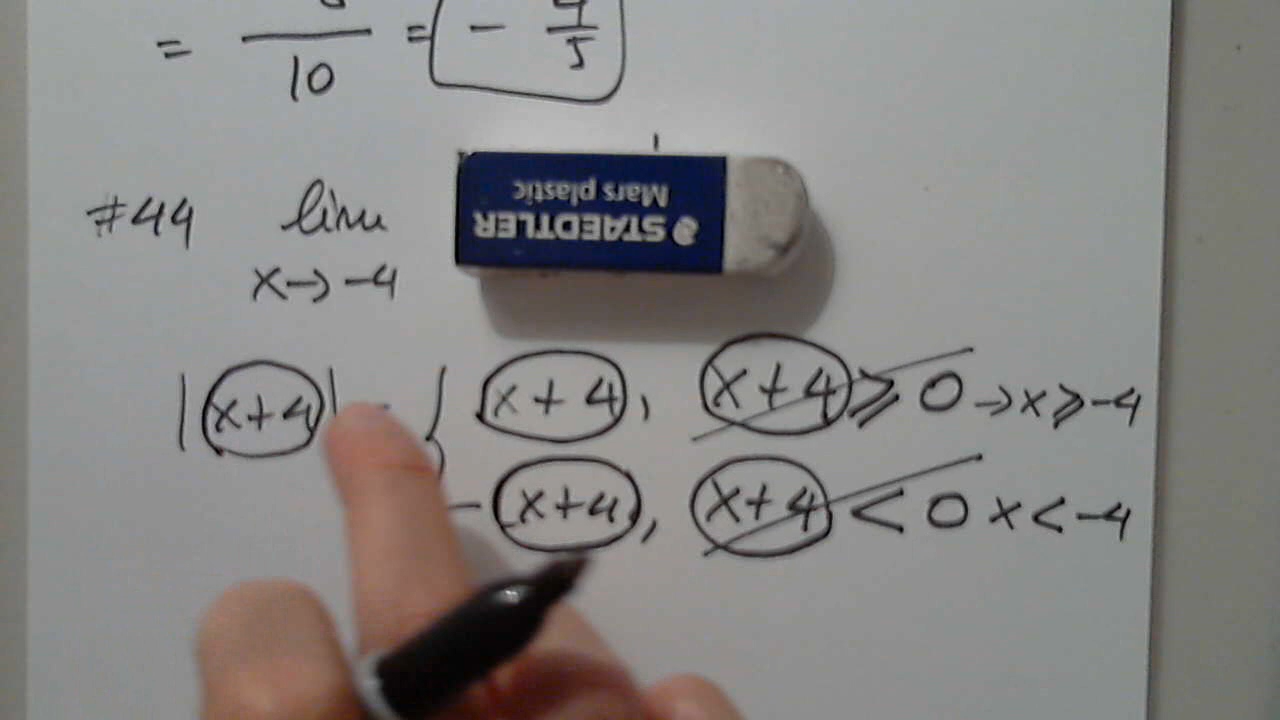 = 10 = - 4/5
#44 lim
x→-4
STAEDTLER
Mars plastic
|x+4| = { x+4, x+4 ⩾ 0 → x ⩾ -4
-(x+4), x+4 < 0 x < -4